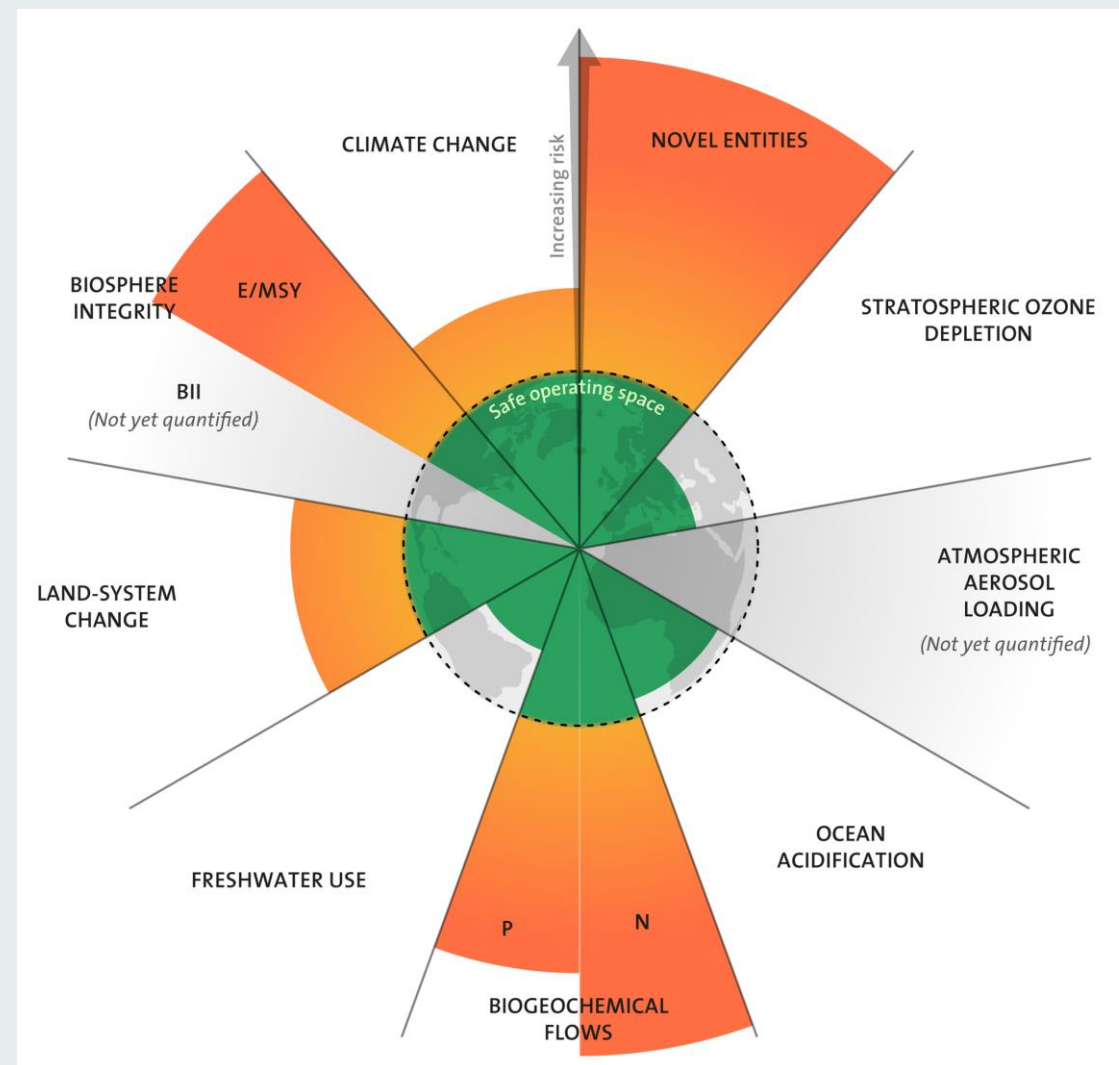 CLIMATE CHANGE
Increasing risk
NOVEL ENTITIES
BIOSPHERE
INTEGRITY
E/MSY
STRATOSPHERIC OZONE
DEPLETION
BII
(Not yet quantified)
Safe operating space
LAND-SYSTEM
CHANGE
ATMOSPHERIC
AEROSOL
LOADING
(Not yet quantified)
FRESHWATER USE
OCEAN
ACIDIFICATION
P
N
BIOGEOCHEMICAL
FLOWS